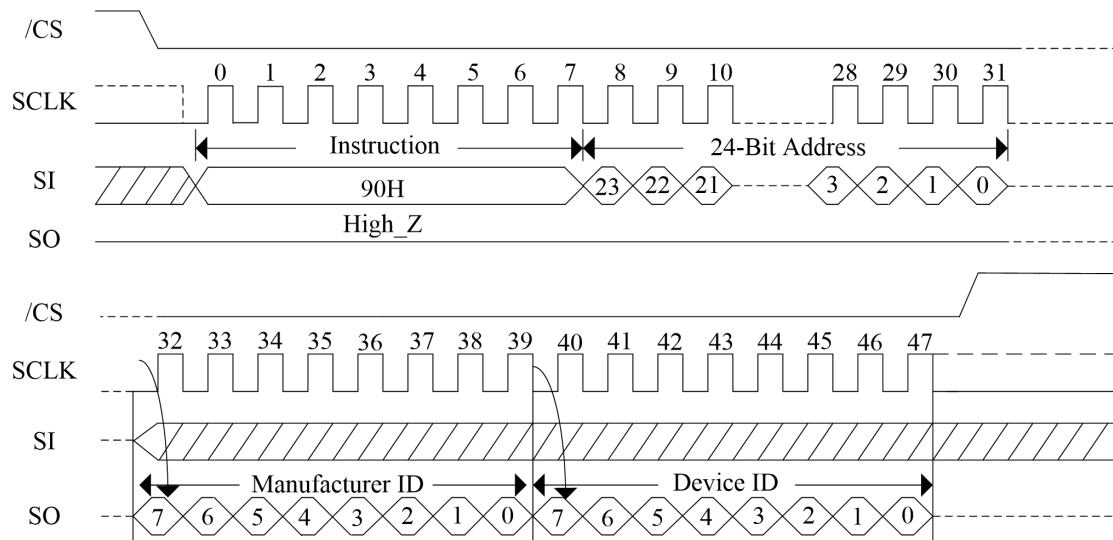 /CS
0 1 2 3 4 5 6 7 8 9 10 28 29 30 31
SCLK
Instruction 24-Bit Address
SI 90H 23 22 21 3 2 1 0
High_Z
SO
/CS
32 33 34 35 36 37 38 39 40 41 42 43 44 45 46 47
SCLK
SI
Manufacturer ID Device ID
SO 7 6 5 4 3 2 1 0 7 6 5 4 3 2 1 0